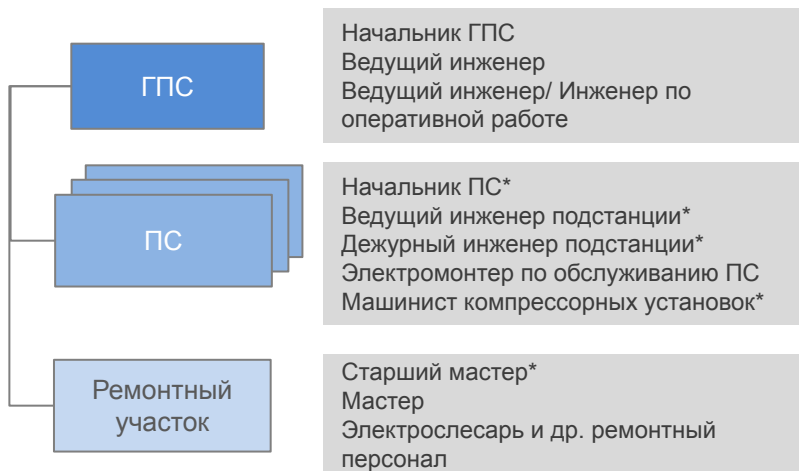 ГПС
Начальник ГПС
Ведущий инженер
Ведущий инженер/ Инженер по
оперативной работе
ПС
Начальник ПС*
Ведущий инженер подстанции*
Дежурный инженер подстанции*
Электромонтер по обслуживанию ПС
Машинист компрессорных установок*
Ремонтный
участок
Старший мастер*
Мастер
Электрослесарь и др. ремонтный
персонал